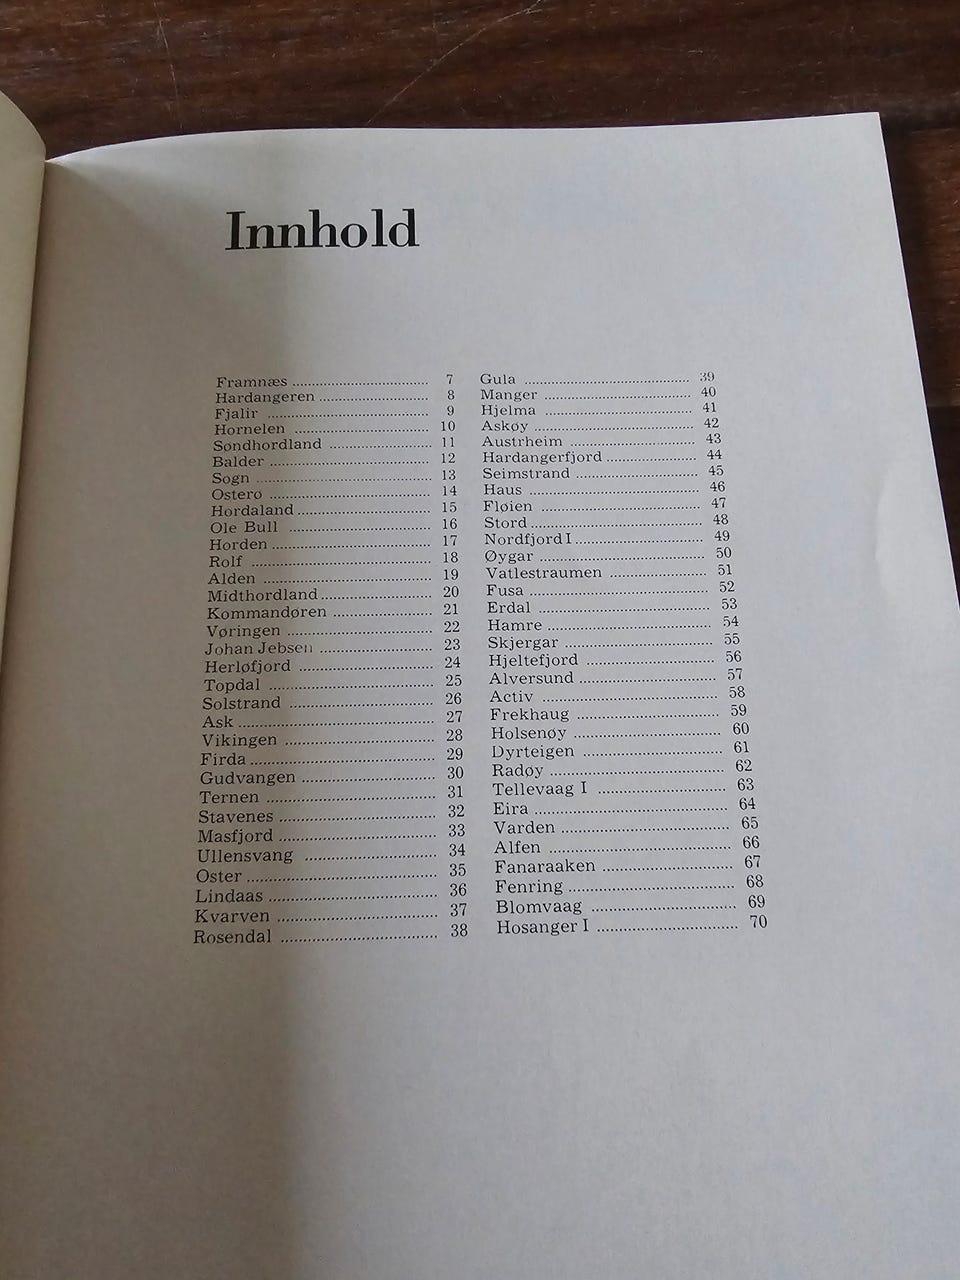 Innhold
Framnæs 7
Hardangeren 8
Fjalir 9
Hornelen 10
Søndhordland 11
Balder 12
Sogn 13
Osterø 14
Hordaland 15
Ole Bull 16
Horden 17
Rolf 18
Alden 19
Midthordland 20
Kommandøren 21
Vøringen 22
Johan Jebsen 23
Herløfjord 24
Topdal 25
Solstrand 26
Ask 27
Vikingen 28
Firda 29
Gudvangen 30
Ternen 31
Stavenes 32
Masfjord 33
Ullensvang 34
Oster 35
Lindaas 36
Kvarven 37
Rosendal 38
Gula 39
Manger 40
Hjelma 41
Askøy 42
Austrheim 43
Hardangerfjord 44
Seimstrand 45
Haus 46
Fløien 47
Stord 48
Nordfjord I 49
Øygar 50
Vatlestraumen 51
Fusa 52
Erdal 53
Hamre 54
Skjergar 55
Hjeltefjord 56
Alversund 57
Activ 58
Frekhaug 59
Holsenøy 60
Dyrteigen 61
Radøy 62
Tellevaag I 63
Eira 64
Varden 65
Alfen 66
Fanaraaken 67
Fenring 68
Blomvaag 69
Hosanger I 70